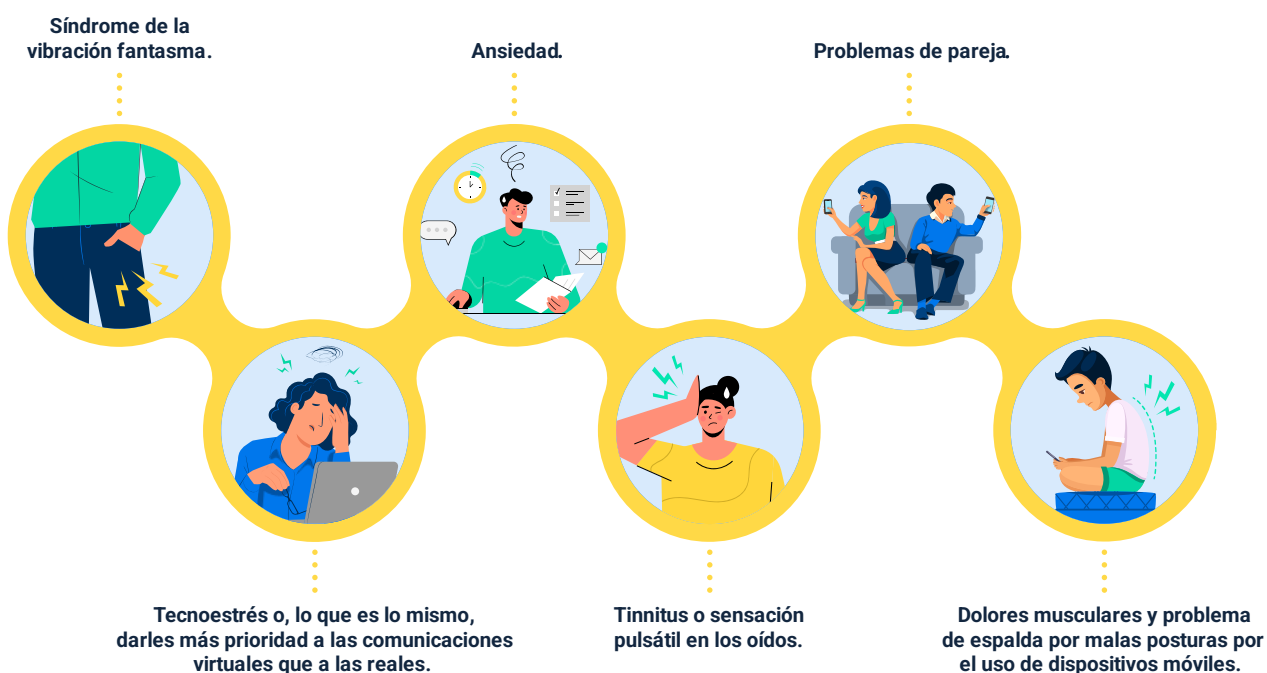 Síndrome de la
vibración fantasma.
Ansiedad.
Problemas de pareja.
Tecnoestrés o, lo que es lo mismo,
darles más prioridad a las comunicaciones
virtuales que a las reales.
Tinnitus o sensación
pulsátil en los oídos.
Dolores musculares y problema
de espalda por malas posturas por
el uso de dispositivos móviles.